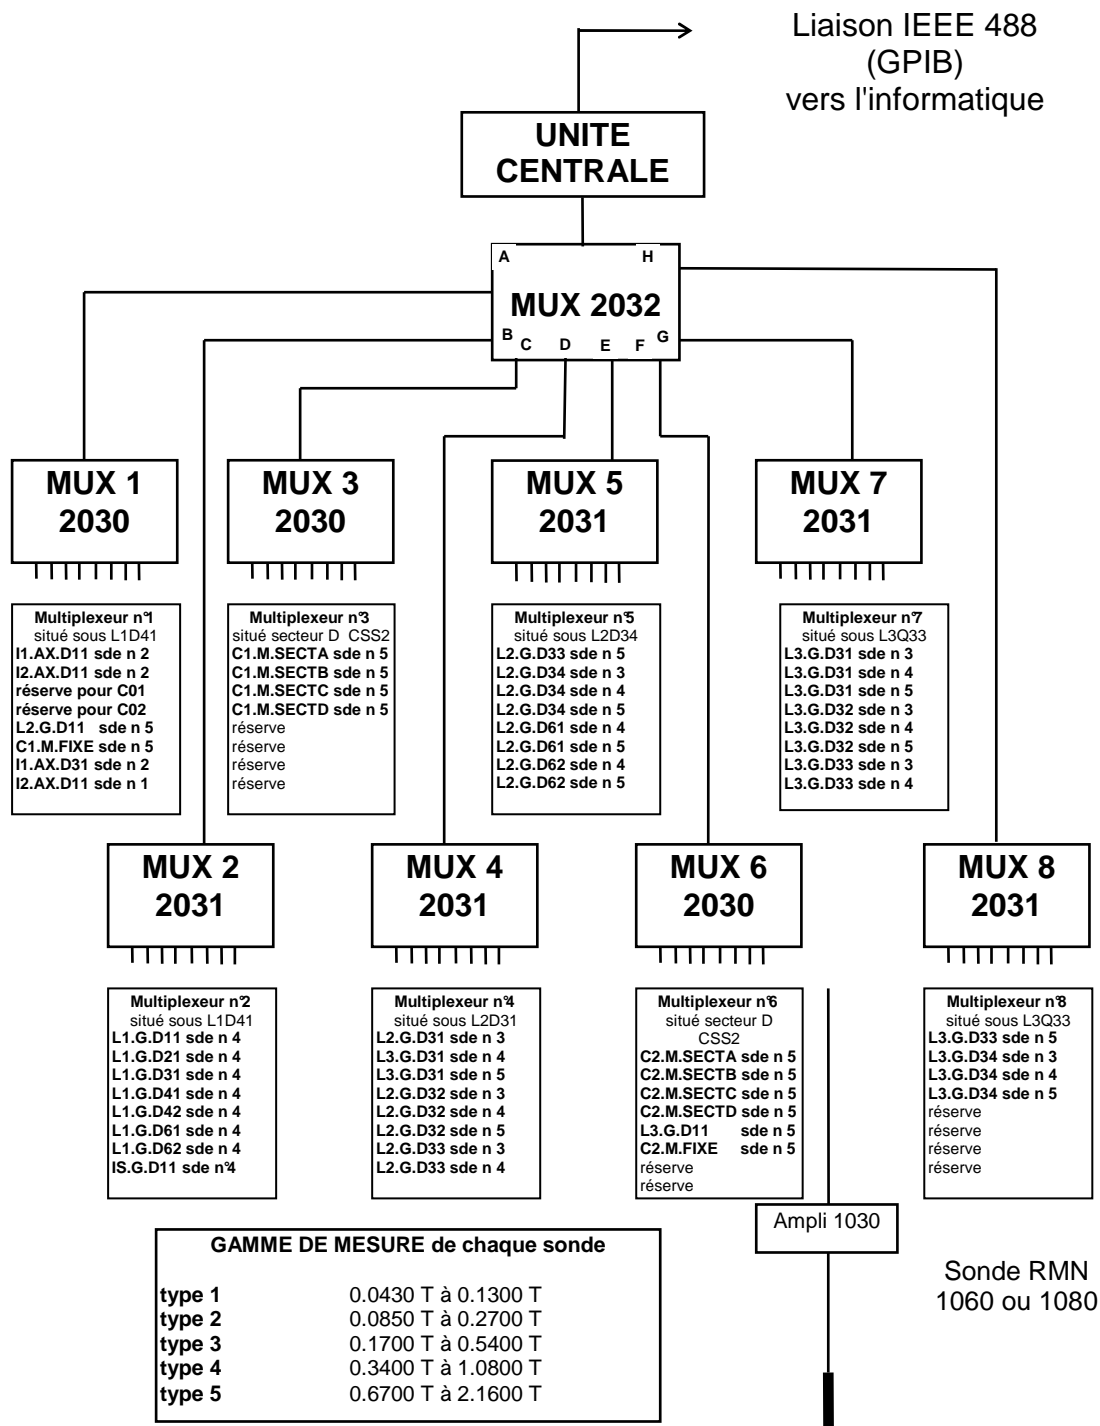 Liaison IEEE 488
(GPIB)
vers l'informatique
UNITE
CENTRALE
A
H
MUX 2032
B
C
D
E
F
G
MUX 1
2030
MUX 3
2030
MUX 5
2031
MUX 7
2031
Multiplexeur n°1
situé sous L1D41
I1.AX.D11 sde n 2
I2.AX.D11 sde n 2
réserve pour C01
réserve pour C02
L2.G.D11 sde n 5
C1.M.FIXE sde n 5
I1.AX.D31 sde n 2
I2.AX.D11 sde n 1
Multiplexeur n°3
situé secteur D CSS2
C1.M.SECTA sde n 5
C1.M.SECTB sde n 5
C1.M.SECTC sde n 5
C1.M.SECTD sde n 5
réserve
réserve
réserve
réserve
Multiplexeur n°5
situé sous L2D34
L2.G.D33 sde n 5
L2.G.D34 sde n 3
L2.G.D34 sde n 4
L2.G.D34 sde n 5
L2.G.D61 sde n 4
L2.G.D61 sde n 5
L2.G.D62 sde n 4
L2.G.D62 sde n 5
Multiplexeur n°7
situé sous L3Q33
L3.G.D31 sde n 3
L3.G.D31 sde n 4
L3.G.D31 sde n 5
L3.G.D32 sde n 3
L3.G.D32 sde n 4
L3.G.D32 sde n 5
L3.G.D33 sde n 3
L3.G.D33 sde n 4
MUX 2
2031
MUX 4
2031
MUX 6
2030
MUX 8
2031
Multiplexeur n°2
situé sous L1D41
L1.G.D11 sde n 4
L1.G.D21 sde n 4
L1.G.D31 sde n 4
L1.G.D41 sde n 4
L1.G.D42 sde n 4
L1.G.D61 sde n 4
L1.G.D62 sde n 4
IS.G.D11 sde n°4
Multiplexeur n°4
situé sous L2D31
L2.G.D31 sde n 3
L3.G.D31 sde n 4
L3.G.D31 sde n 5
L2.G.D32 sde n 3
L2.G.D32 sde n 4
L2.G.D32 sde n 5
L2.G.D33 sde n 3
L2.G.D33 sde n 4
Multiplexeur n°6
situé secteur D
CSS2
C2.M.SECTA sde n 5
C2.M.SECTB sde n 5
C2.M.SECTC sde n 5
C2.M.SECTD sde n 5
L3.G.D11 sde n 5
C2.M.FIXE sde n 5
réserve
réserve
Multiplexeur n°8
situé sous L3Q33
L3.G.D33 sde n 5
L3.G.D34 sde n 3
L3.G.D34 sde n 4
L3.G.D34 sde n 5
réserve
réserve
réserve
réserve
Ampli 1030
Sonde RMN
1060 ou 1080
GAMME DE MESURE de chaque sonde
type 1 0.0430 T à 0.1300 T
type 2 0.0850 T à 0.2700 T
type 3 0.1700 T à 0.5400 T
type 4 0.3400 T à 1.0800 T
type 5 0.6700 T à 2.1600 T